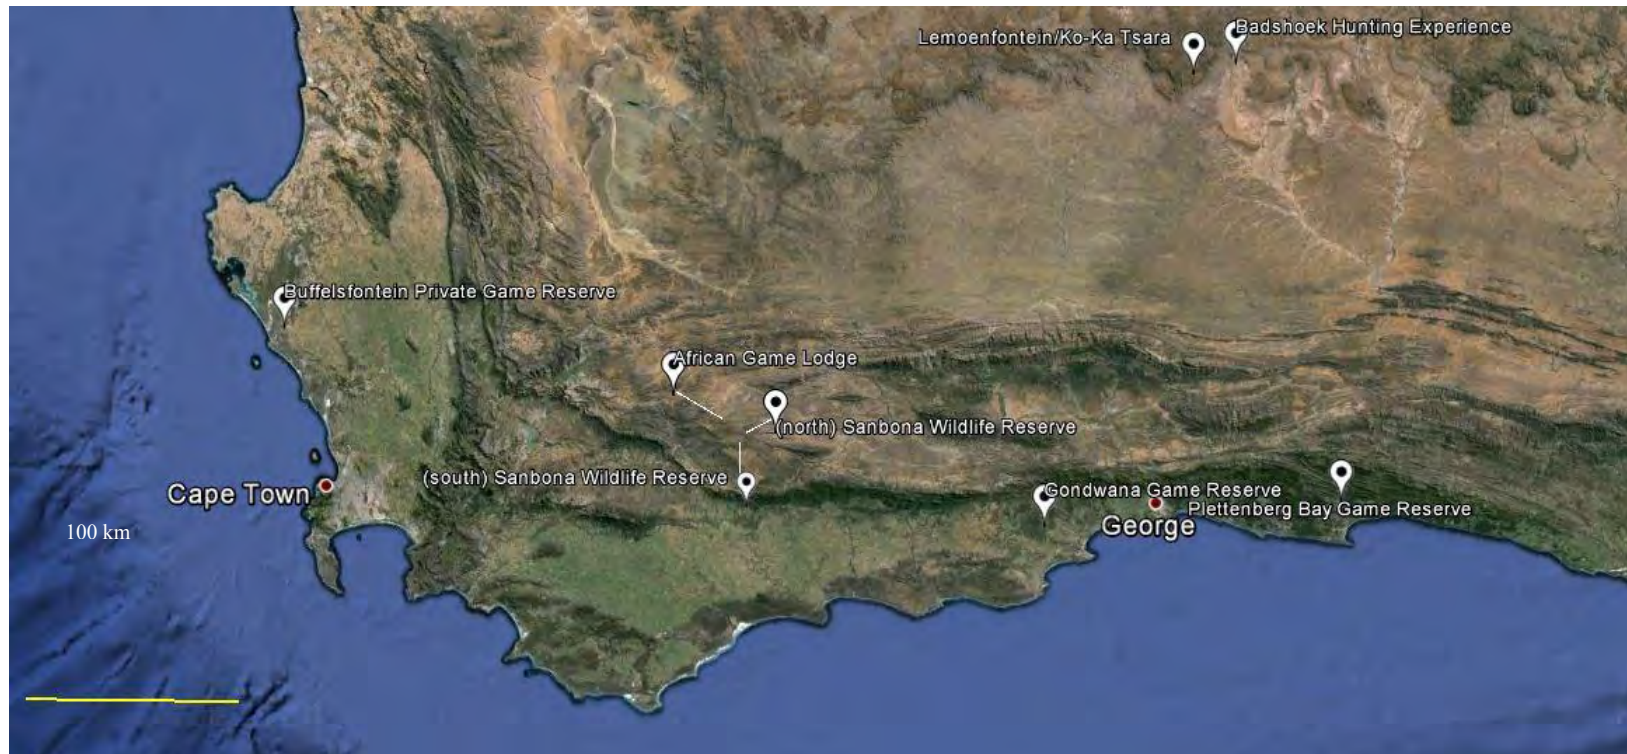 Badshoek Hunting Experience
Lemoenfontein/Ko-Ka Tsara
Buffelsfontein Private Game Reserve
African Game Lodge
(north) Sanbona Wildlife Reserve
(south) Sanbona Wildlife Reserve
Cape Town
Gondwana Game Reserve
Plettenberg Bay Game Reserve
George
100 km